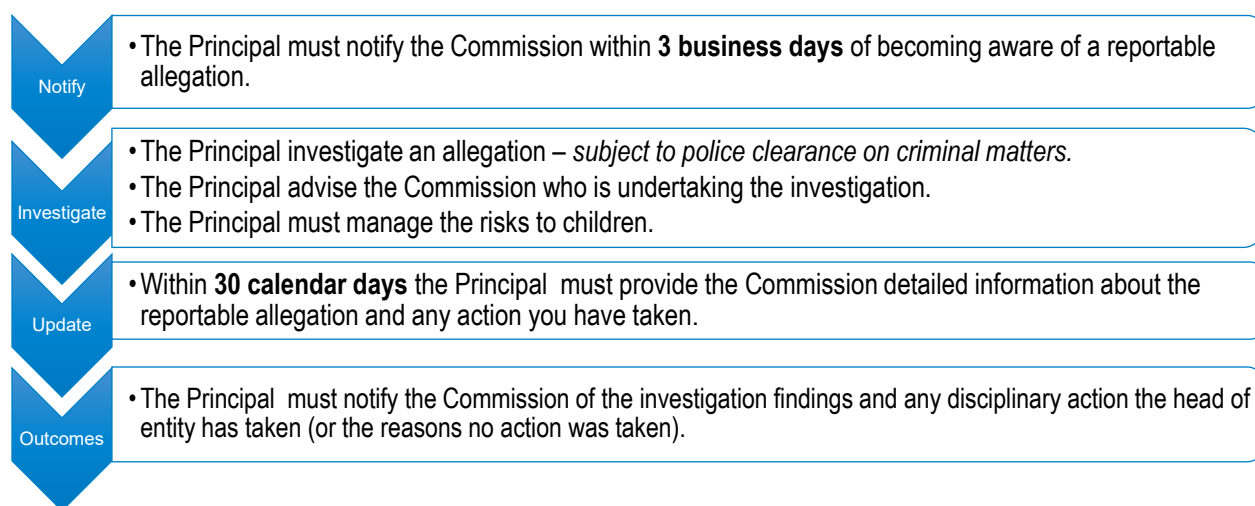 Notify
• The Principal must notify the Commission within 3 business days of becoming aware of a reportable
allegation.
Investigate
• The Principal investigate an allegation – subject to police clearance on criminal matters.
• The Principal advise the Commission who is undertaking the investigation.
• The Principal must manage the risks to children.
Update
• Within 30 calendar days the Principal  must provide the Commission detailed information about the
reportable allegation and any action you have taken.
Outcomes
• The Principal  must notify the Commission of the investigation findings and any disciplinary action the head of
entity has taken (or the reasons no action was taken).